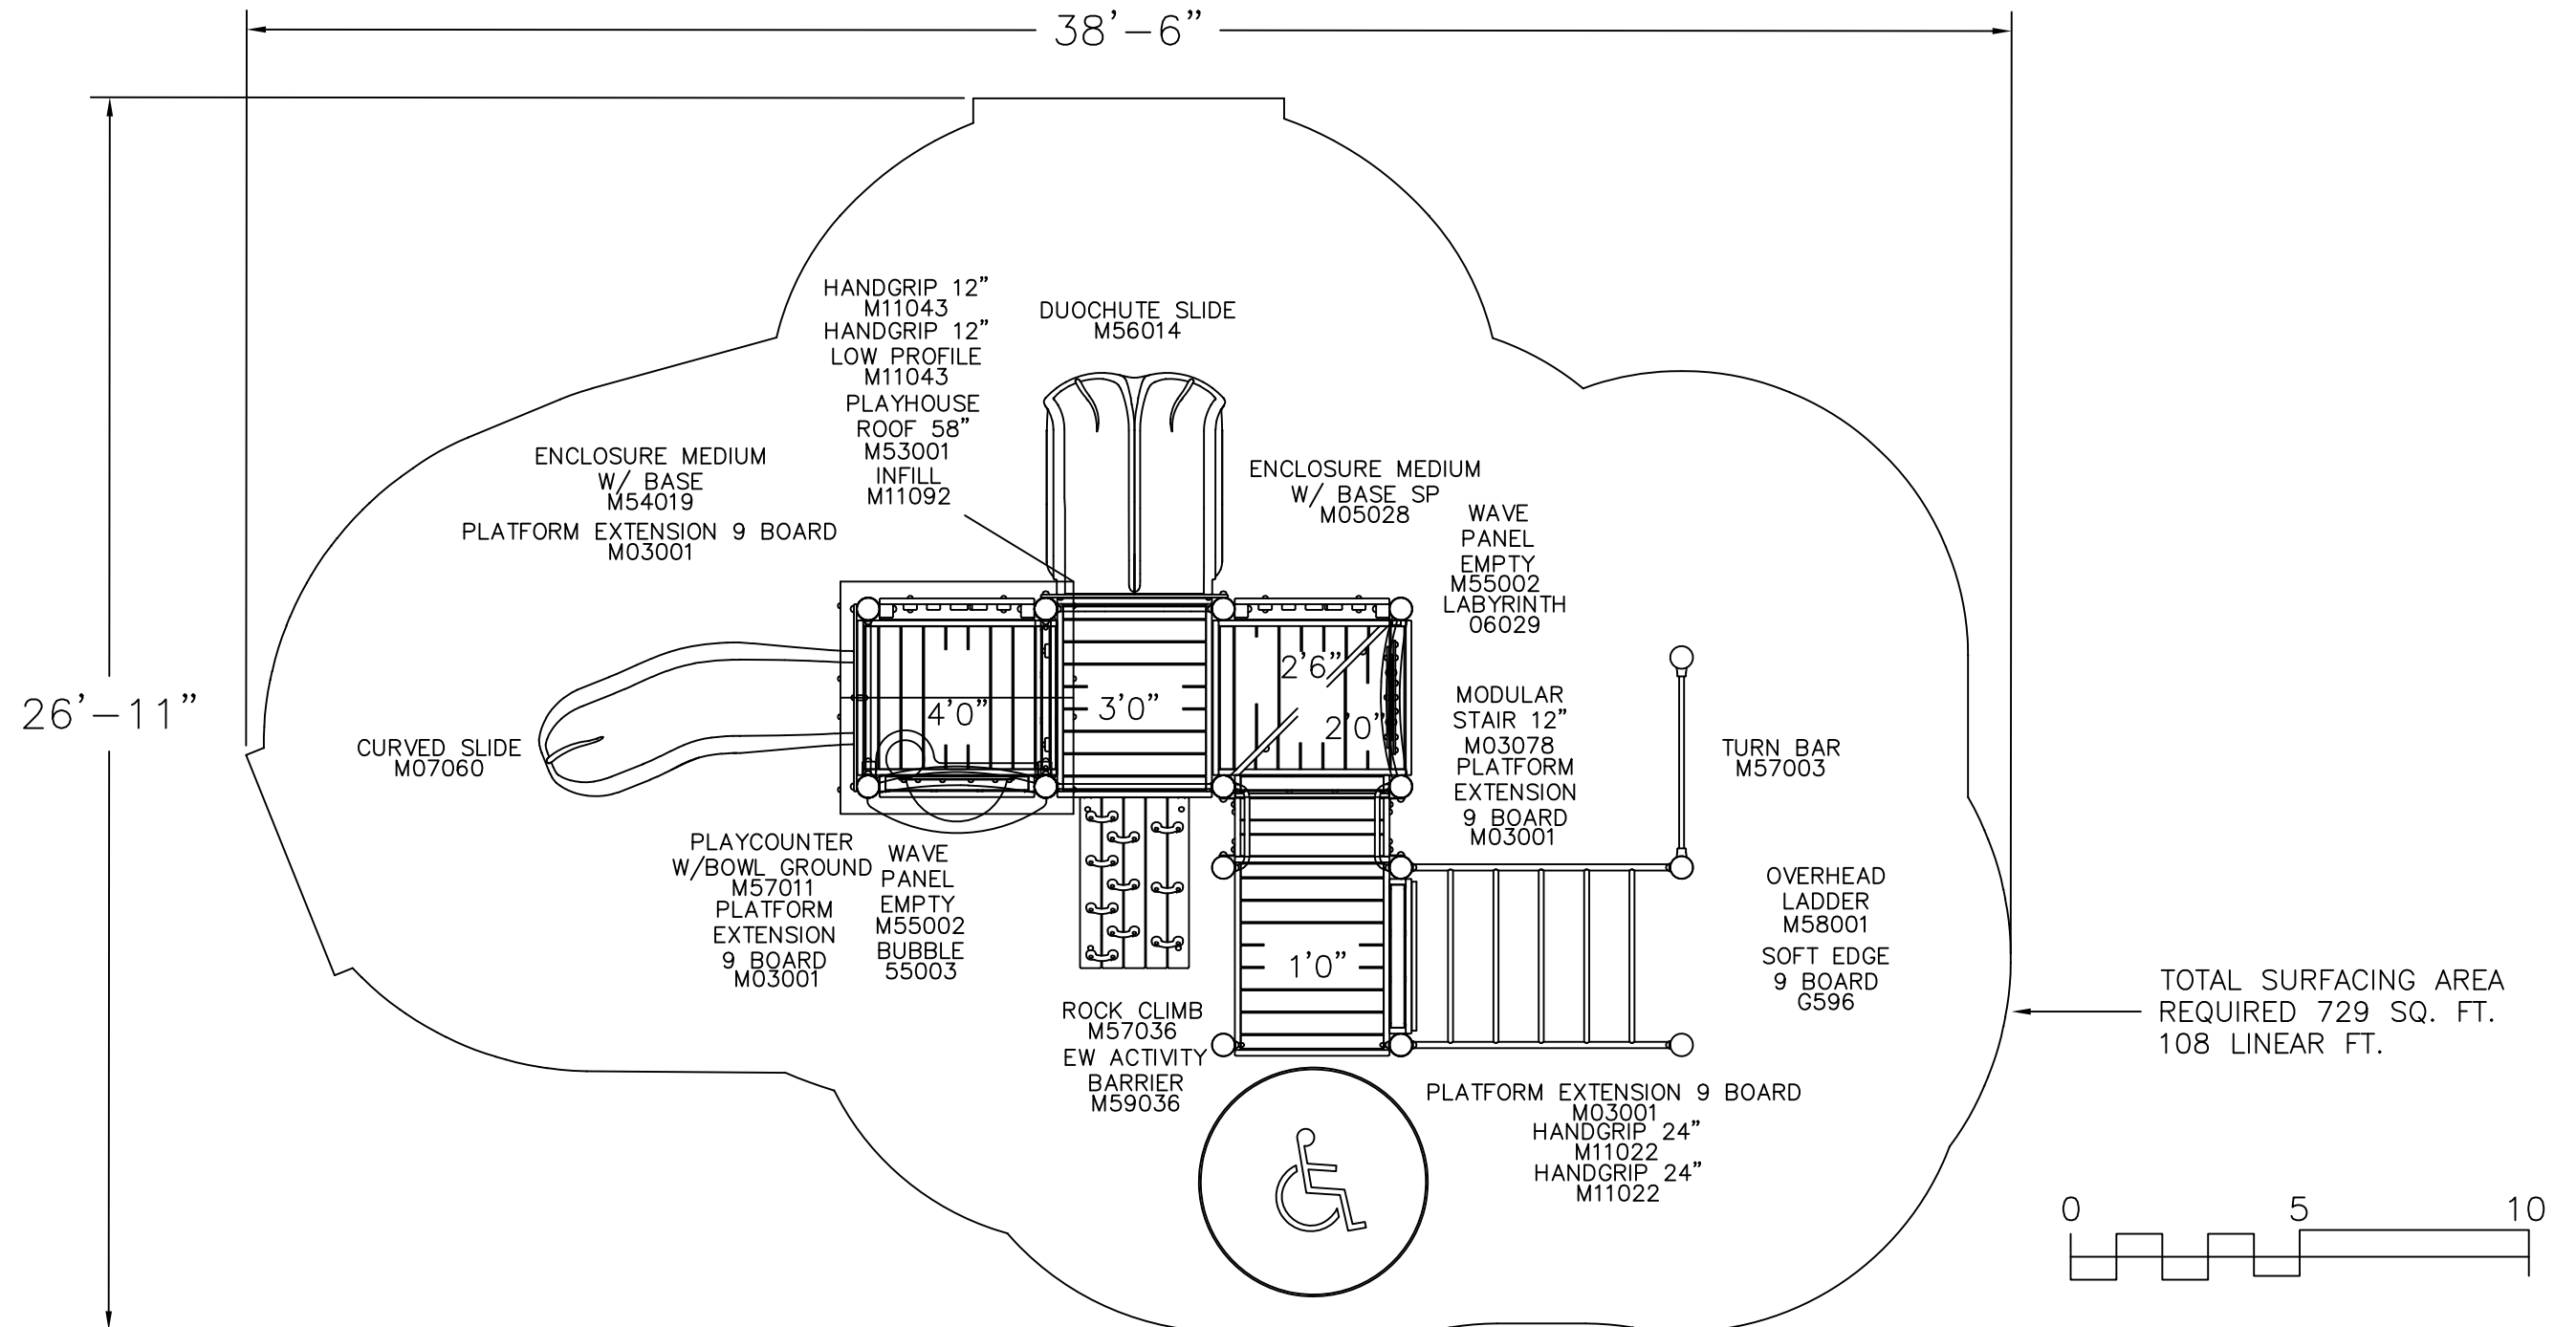 38'-6"
HANDGRIP 12"
M11043
HANDGRIP 12"
LOW PROFILE
M11043
PLAYHOUSE
ROOF 58"
M53001
INFILL
M11092
DUOCHUTE SLIDE
M56014
ENCLOSURE MEDIUM
W/ BASE
M54019
PLATFORM EXTENSION 9 BOARD
M03001
ENCLOSURE MEDIUM
W/ BASE SP
M05028
WAVE
PANEL
EMPTY
M55002
LABYRINTH
06029
26'-11"
CURVED SLIDE
M07060
4'0"
3'0"
2'6"
2'0"
MODULAR
STAIR 12"
M03078
PLATFORM
EXTENSION
9 BOARD
M03001
TURN BAR
M57003
PLAYCOUNTER
W/BOWL GROUND
M57011
PLATFORM
EXTENSION
9 BOARD
M03001
WAVE
PANEL
EMPTY
M55002
BUBBLE
55003
1'0"
OVERHEAD
LADDER
M58001
SOFT EDGE
9 BOARD
G596
ROCK CLIMB
M57036
EW ACTIVITY
BARRIER
M59036
PLATFORM EXTENSION 9 BOARD
M03001
HANDGRIP 24"
M11022
HANDGRIP 24"
M11022
TOTAL SURFACING AREA
REQUIRED 729 SQ. FT.
108 LINEAR FT.
0 5 10